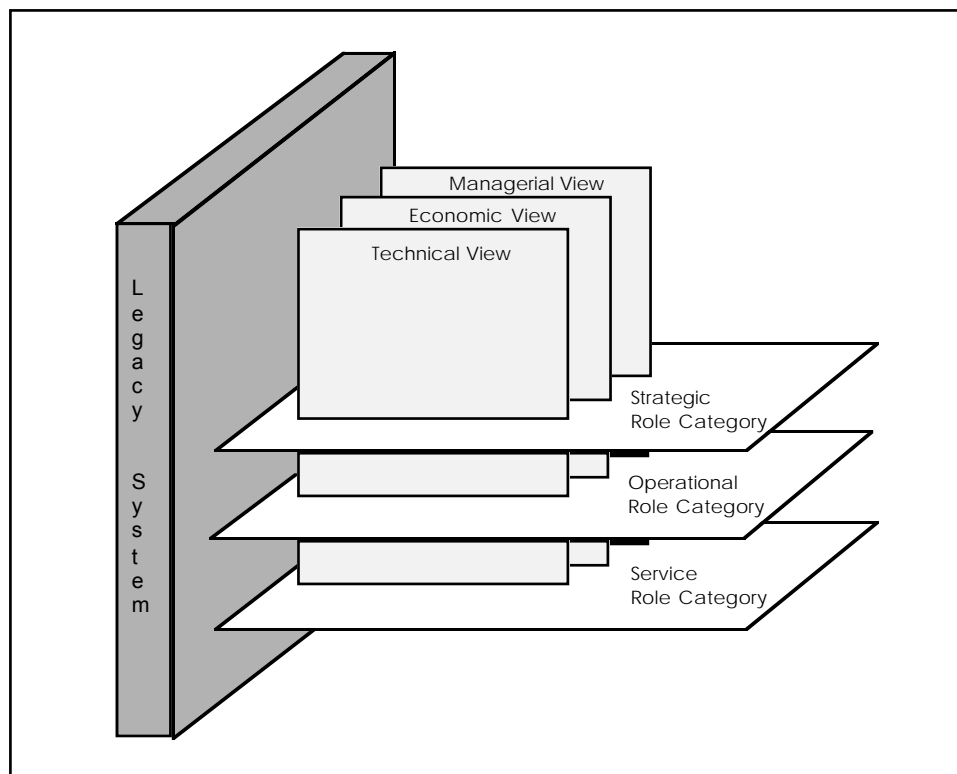 Managerial View
Economic View
Technical View
Legacy System
Strategic
Role Category
Operational
Role Category
Service
Role Category